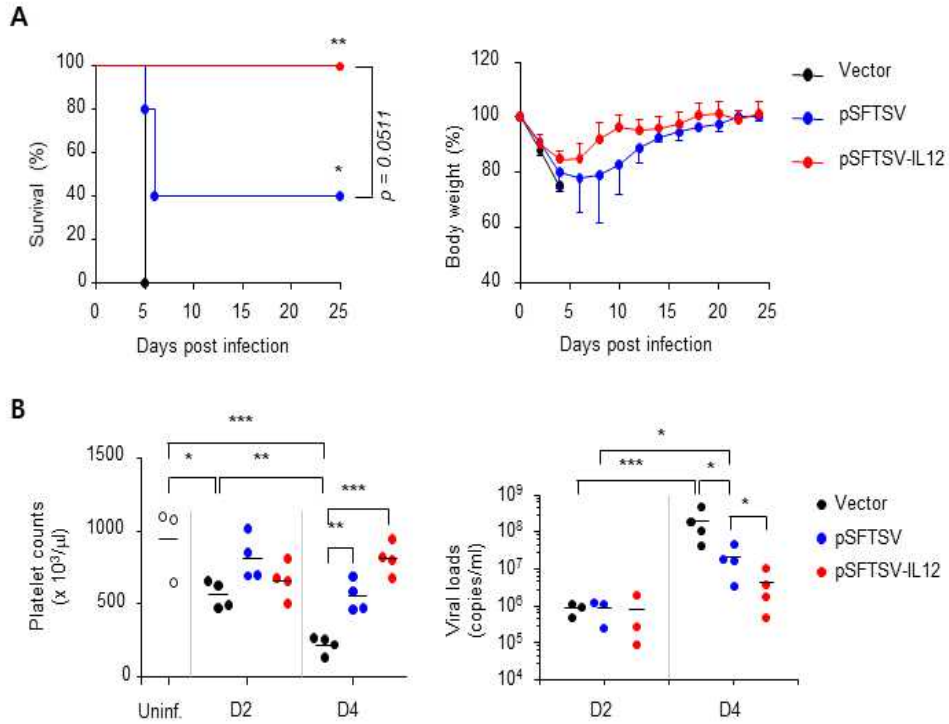 A
**
100
80
60
40
20
0
Survival (%)
*
p = 0.0511
0 5 10 15 20 25
Days post infection
120
100
80
60
40
Body weight (%)
0 5 10 15 20 25
Days post infection
Vector
pSFTSV
pSFTSV-IL12
B
***
* **
***
**
1500
1000
500
0
Platelet counts
(x 10³/µl)
Uninf. D2 D4
*
*** *
*
10⁹
10⁸
10⁷
10⁶
10⁵
10⁴
Viral loads
(copies/ml)
D2 D4
Vector
pSFTSV
pSFTSV-IL12